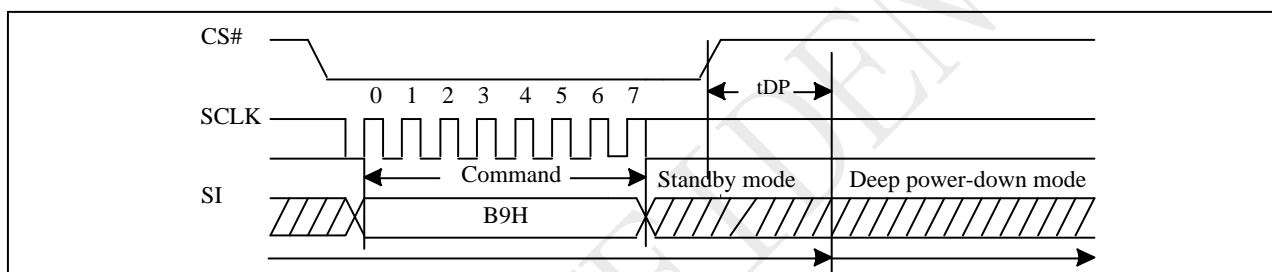 CS#
tDP
0 1 2 3 4 5 6 7
SCLK
Command Standby mode Deep power-down mode
SI
B9H